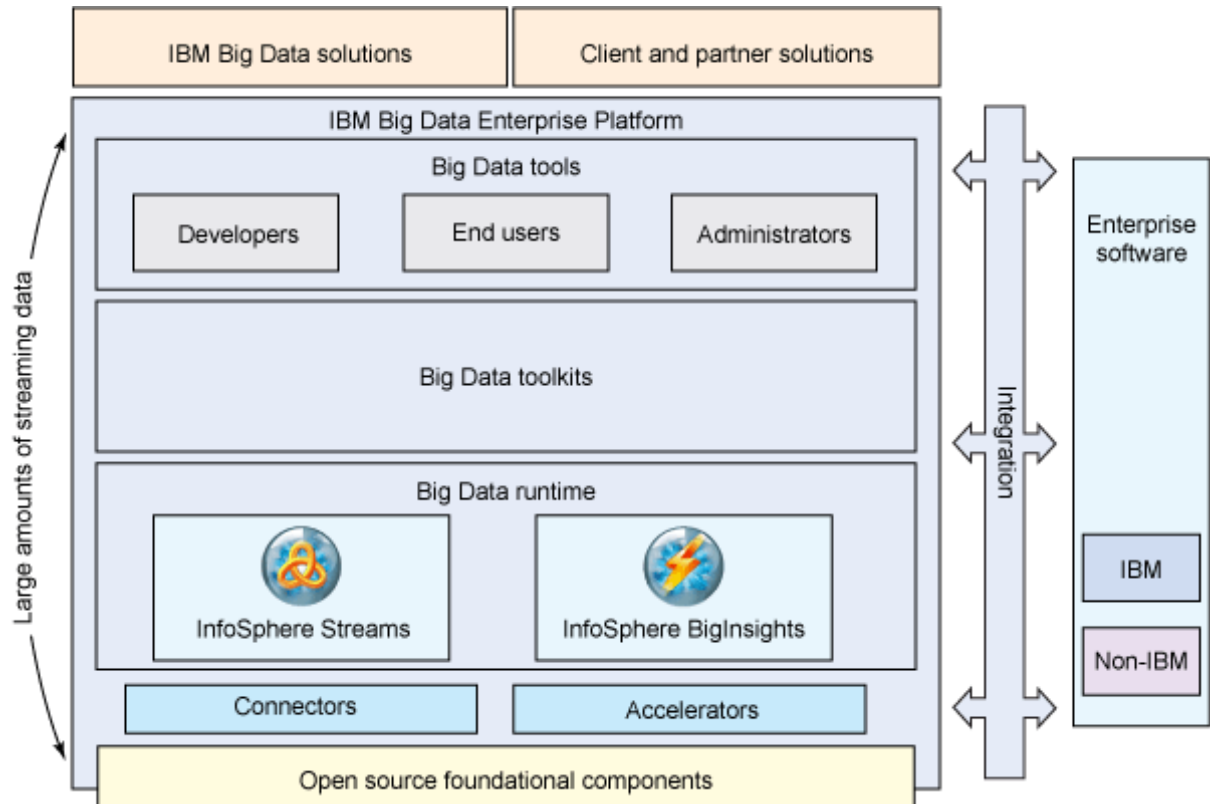 IBM Big Data solutions
Client and partner solutions
IBM Big Data Enterprise Platform
Big Data tools
Developers
End users
Administrators
Big Data toolkits
Big Data runtime
InfoSphere Streams
InfoSphere BigInsights
Connectors
Accelerators
Open source foundational components
Large amounts of streaming data
Integration
Enterprise
software
IBM
Non-IBM